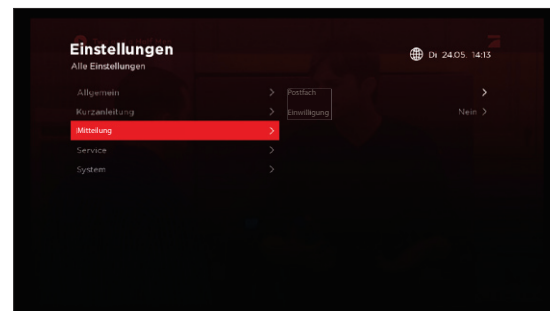 Einstellungen
Alle Einstellungen
Di 24.05. 14:13
Allgemein
Kurzanleitung
Mitteilung
Service
System
Postfach
Einwilligung
Nein